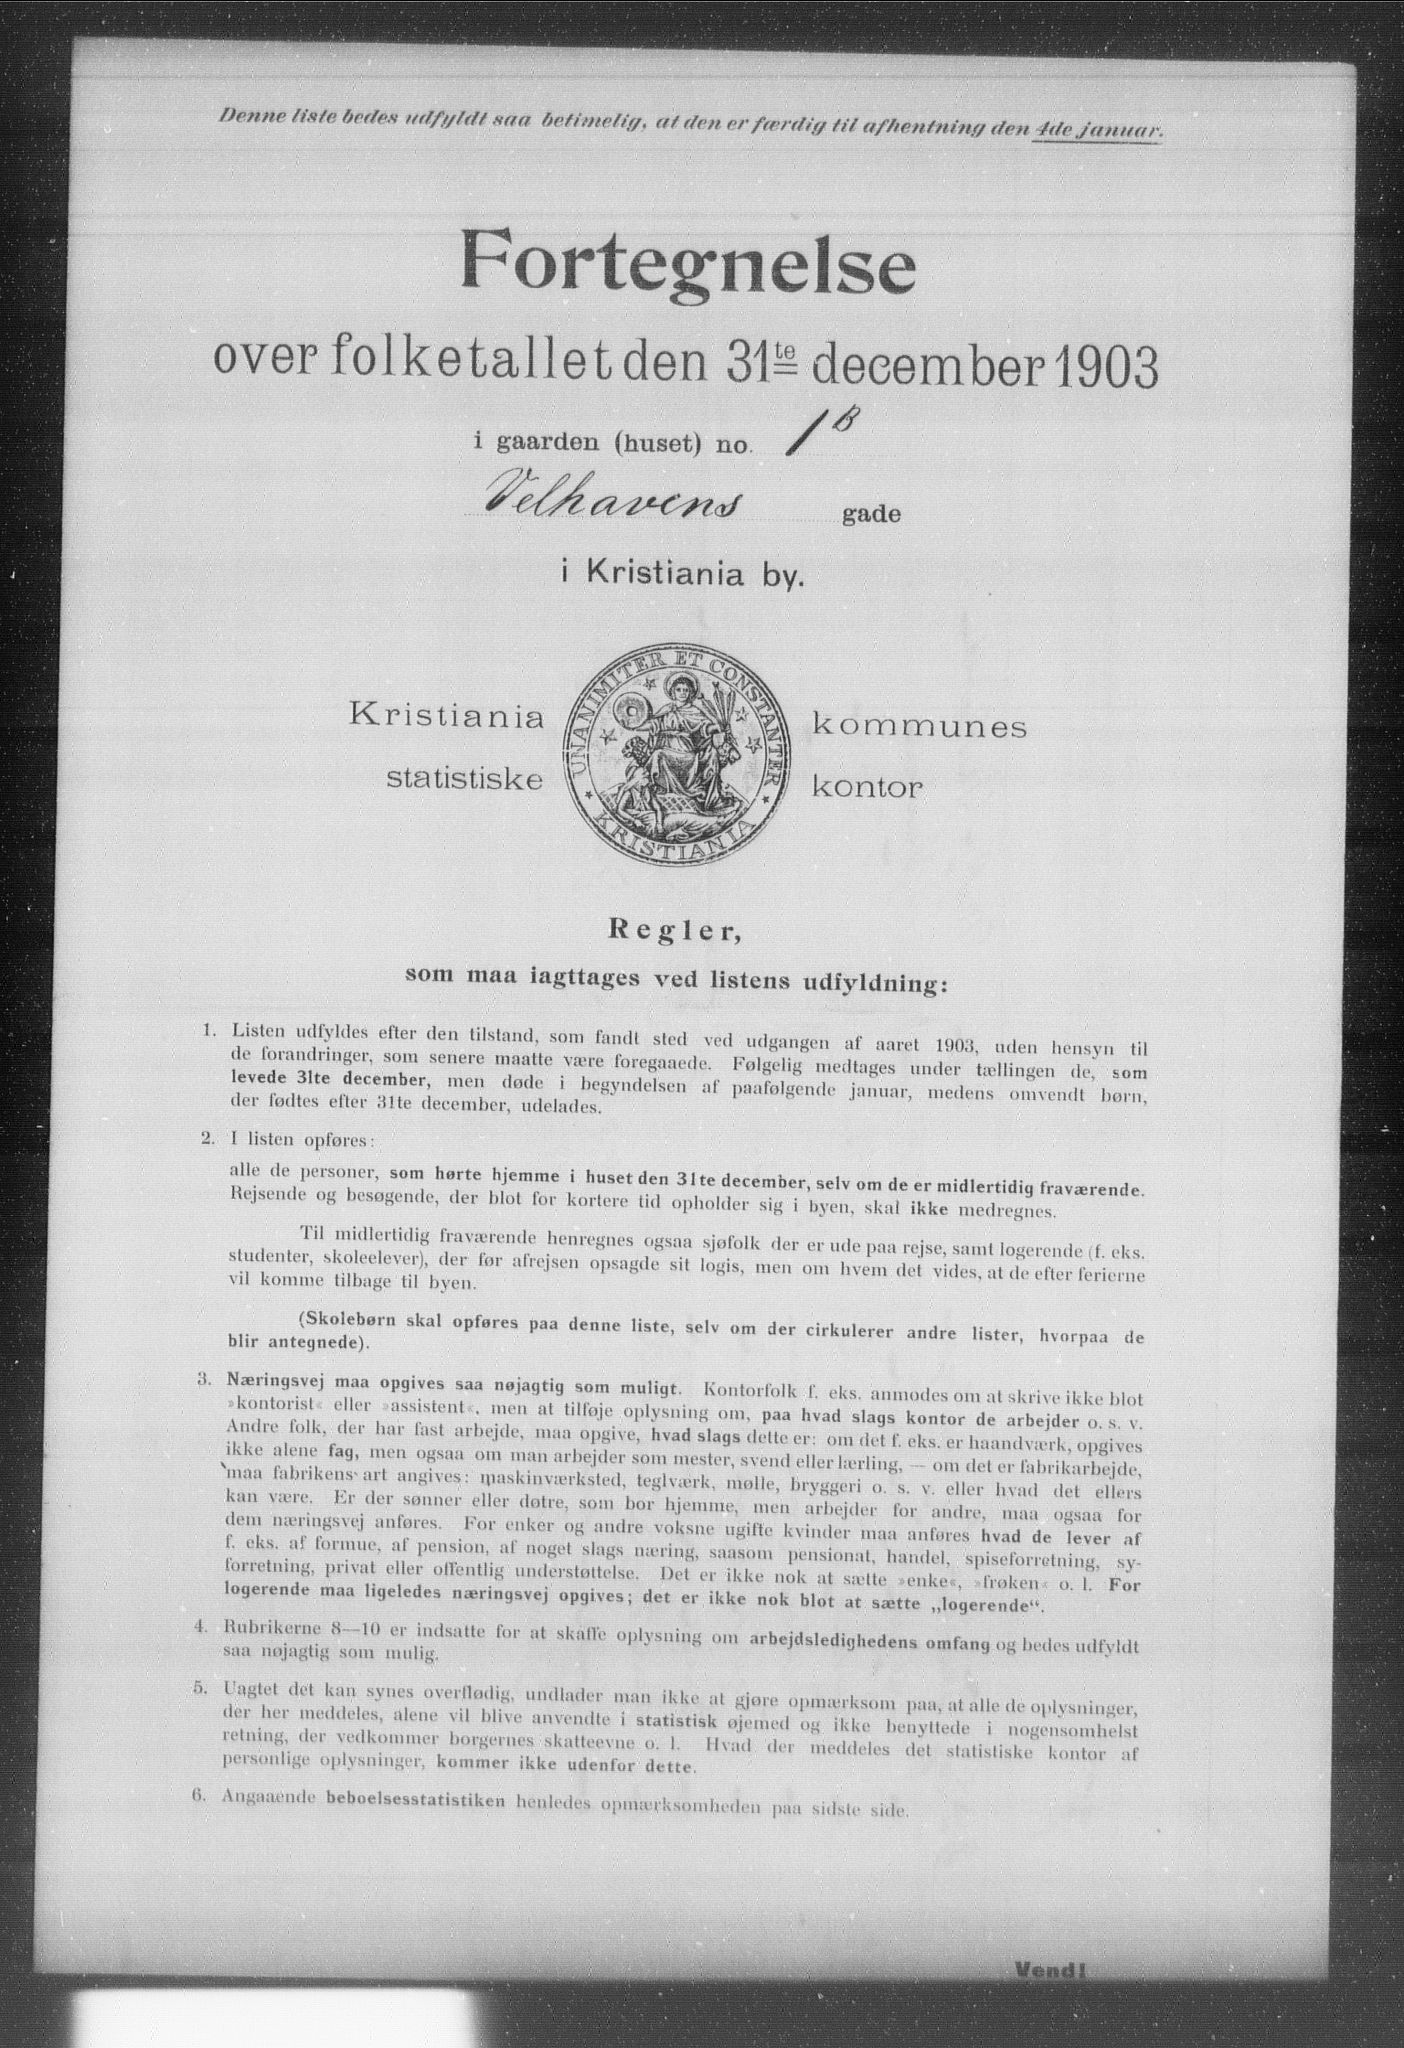 Denne liste bedes udfyldt saa betimelig, at den er færdig til afhentning den 4de januar.
Fortegnelse
over folketallet den 31te december 1903
i gaarden (huset) no. 1B
Velhavens gade
i Kristiania by.
Kristiania kommunes
statistiske kontor
UNANIMITER ET CONSTANTER
KRISTIANIA
Regler,
som maa iagttages ved listens udfyldning:
1. Listen udfyldes efter den tilstand, som fandt sted ved udgangen af aaret 1903, uden hensyn til
de forandringer, som senere maatte være foregaaede. Følgelig medtages under tællingen de, som
levede 31te december, men døde i begyndelsen af paafølgende januar, medens omvendt børn,
der fødtes efter 31te december, udelades.
2. I listen opføres:
alle de personer, som hørte hjemme i huset den 31te december, selv om de er midlertidig fraværende.
Rejsende og besøgende, der blot for kortere tid opholder sig i byen, skal ikke medregnes.
Til midlertidig fraværende henregnes ogsaa sjøfolk der er ude paa rejse, samt logerende (f. eks.
studenter, skoleelever), der før afrejsen opsagde sit logis, men om hvem det vides, at de efter ferierne
vil komme tilbage til byen.
(Skolebørn skal opføres paa denne liste, selv om der cirkulerer andre lister, hvorpaa de
blir antegnede).
3. Næringsvej maa opgives saa nøjagtig som muligt. Kontorfolk f. eks. anmodes om at skrive ikke blot
»kontorist« eller »assistent«, men at tilføje oplysning om, paa hvad slags kontor de arbejder o. s. v.
Andre folk, der har fast arbejde, maa opgive, hvad slags dette er: om det f. eks. er haandværk, opgives
ikke alene fag, men ogsaa om man arbejder som mester, svend eller lærling, — om det er fabrikarbejde,
maa fabrikens art angives: maskinværksted, teglværk, mølle, bryggeri o. s. v. eller hvad det ellers
kan være. Er der sønner eller døtre, som bor hjemme, men arbejder for andre, maa ogsaa for
dem næringsvej anføres. For enker og andre voksne ugifte kvinder maa anføres hvad de lever af
f. eks. af formue, af pension, af noget slags næring, saasom pensionat, handel, spiseforretning, sy-
forretning, privat eller offentlig understøttelse. Det er ikke nok at sætte »enke«, »frøken« o. l. For
logerende maa ligeledes næringsvej opgives; det er ikke nok blot at sætte „logerende“.
4. Rubrikerne 8—10 er indsatte for at skaffe oplysning om arbejdsledighedens omfang og bedes udfyldt
saa nøjagtig som mulig.
5. Uagtet det kan synes overflødig, undlader man ikke at gjøre opmærksom paa, at alle de oplysninger,
der her meddeles, alene vil blive anvendte i statistisk øjemed og ikke benyttede i nogensomhelst
retning, der vedkommer borgernes skatteevne o. l. Hvad der meddeles det statistiske kontor af
personlige oplysninger, kommer ikke udenfor dette.
6. Angaaende beboelsesstatistiken henledes opmærksomheden paa sidste side.
Vend!